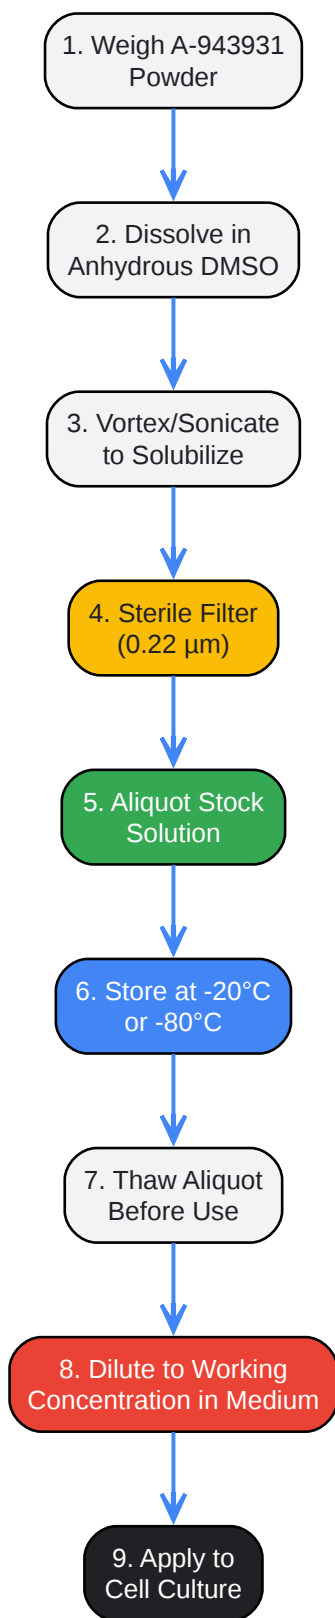 1. Weigh A-943931
Powder
2. Dissolve in
Anhydrous DMSO
3. Vortex/Sonicate
to Solubilize
4. Sterile Filter
(0.22 µm)
5. Aliquot Stock
Solution
6. Store at -20°C
or -80°C
7. Thaw Aliquot
Before Use
8. Dilute to Working
Concentration in Medium
9. Apply to
Cell Culture